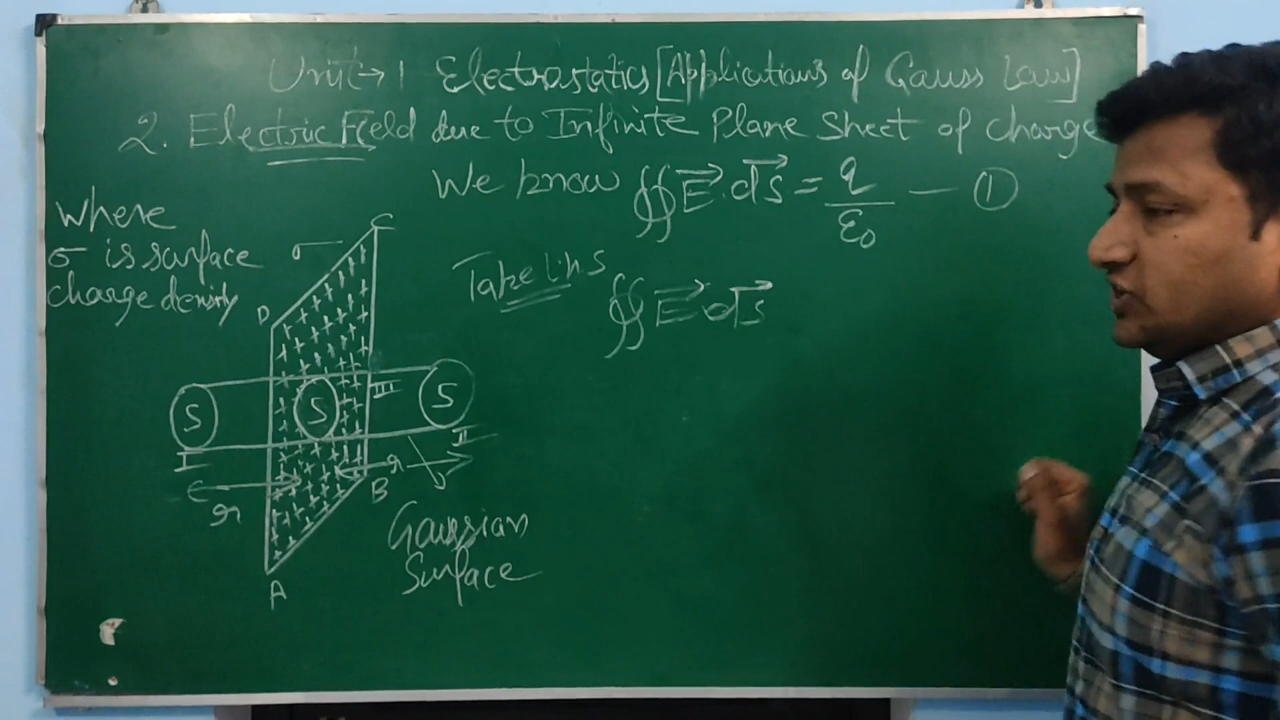 Unit → 1 Electrostatics [Applications of Gauss Law]
2. Electric Field due to Infinite Plane Sheet of charge
We know ∯ E⃗ . ds⃗ = q / ε₀ — ①
Where
σ is surface
charge density
Take LHS ∯ E⃗ . ds⃗
σ
C
D
S S S
III
I II
r
r
B
A
Gaussian
Surface